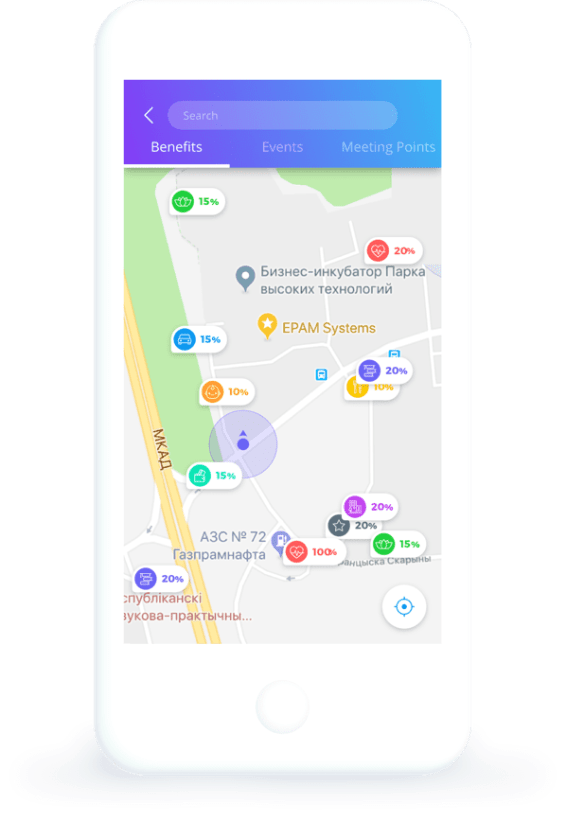 Search
Benefits
Events
Meeting Points
15%
20%
Бизнес-инкубатор Парка
высоких технологий
EPAM Systems
15%
20%
10%
10%
МКАД
15%
20%
20%
АЗС № 72
Газпрамнафта
100%
15%
анцыска Скарыны
20%
спубліканскі
вукова-практычны...